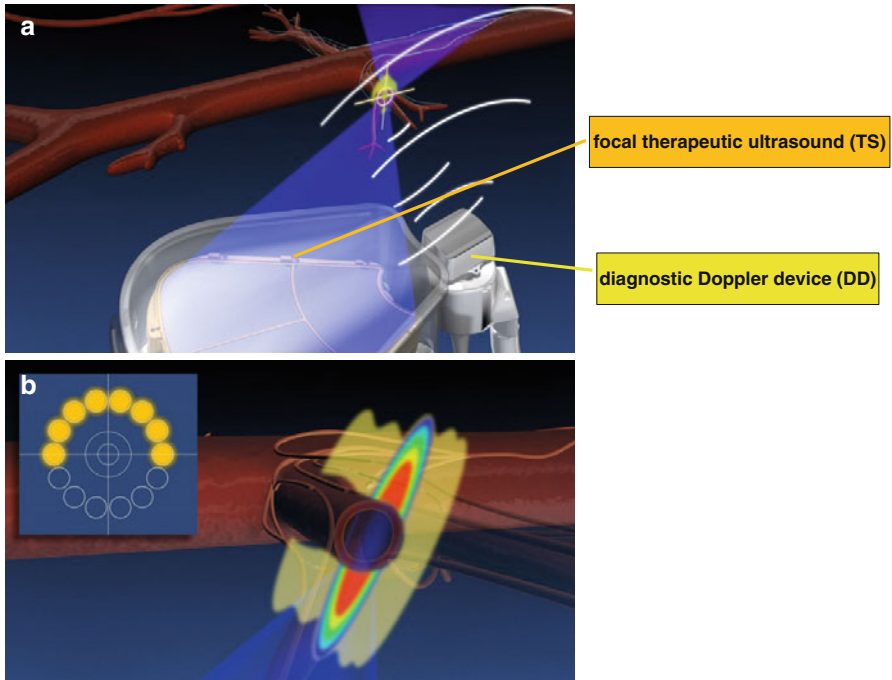 a
focal therapeutic ultrasound (TS)
diagnostic Doppler device (DD)
b